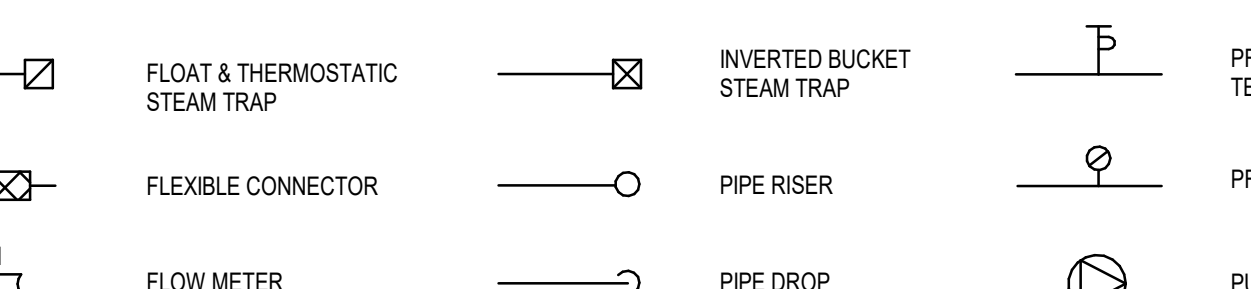 FLOAT & THERMOSTATIC
STEAM TRAP
INVERTED BUCKET
STEAM TRAP
FLEXIBLE CONNECTOR
PIPE RISER
FLOW METER
PIPE DROP